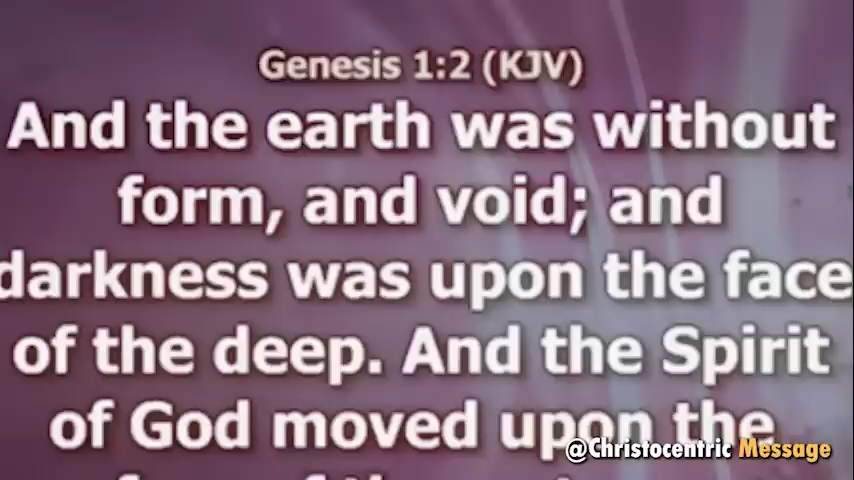 Genesis 1:2 (KJV)
And the earth was without
form, and void; and
darkness was upon the face
of the deep. And the Spirit
of God moved upon the
@Christocentric Message